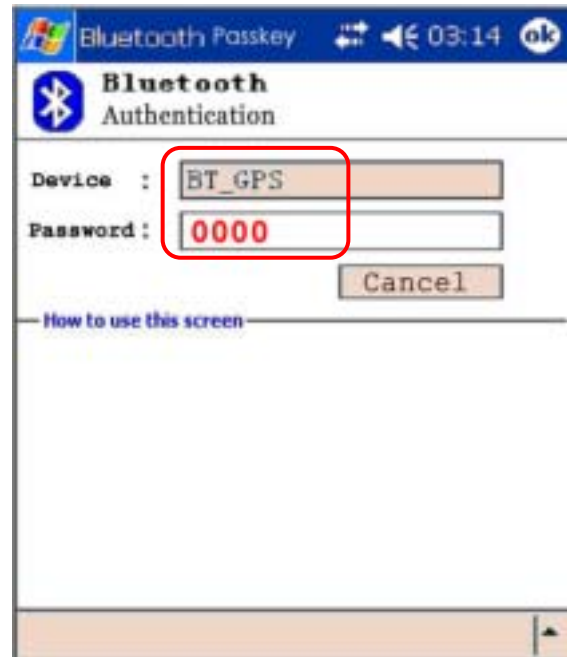 Bluetooth Passkey 03:14 ok
Bluetooth
Authentication
Device : BT_GPS
Password: 0000
Cancel
How to use this screen